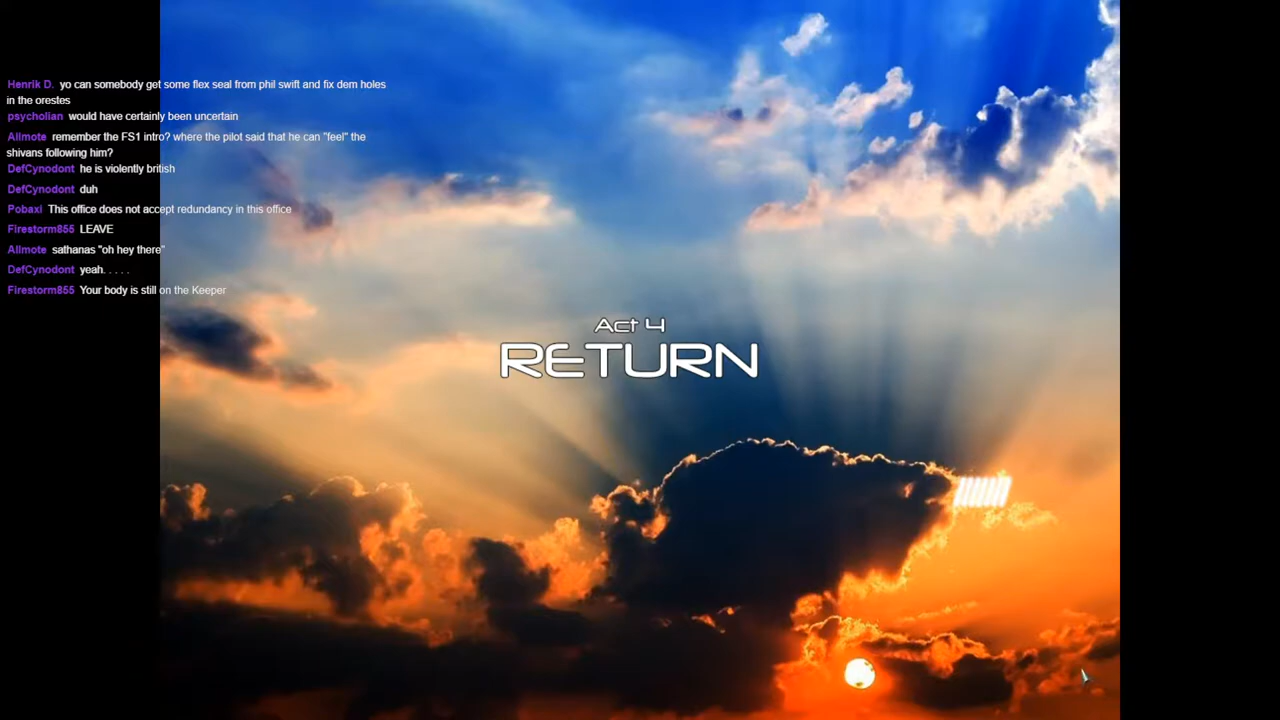 Henrik D. yo can somebody get some flex seal from phil swift and fix dem holes
in the orestes
psycholian would have certainly been uncertain
Allmote remember the FS1 intro? where the pilot said that he can "feel" the
shivans following him?
DefCynodont he is violently british
DefCynodont duh
Pobaxi This office does not accept redundancy in this office
Firestorm855 LEAVE
Allmote sathanas "oh hey there"
DefCynodont yeah. . . . .
Firestorm855 Your body is still on the Keeper
Act 4
RETURN